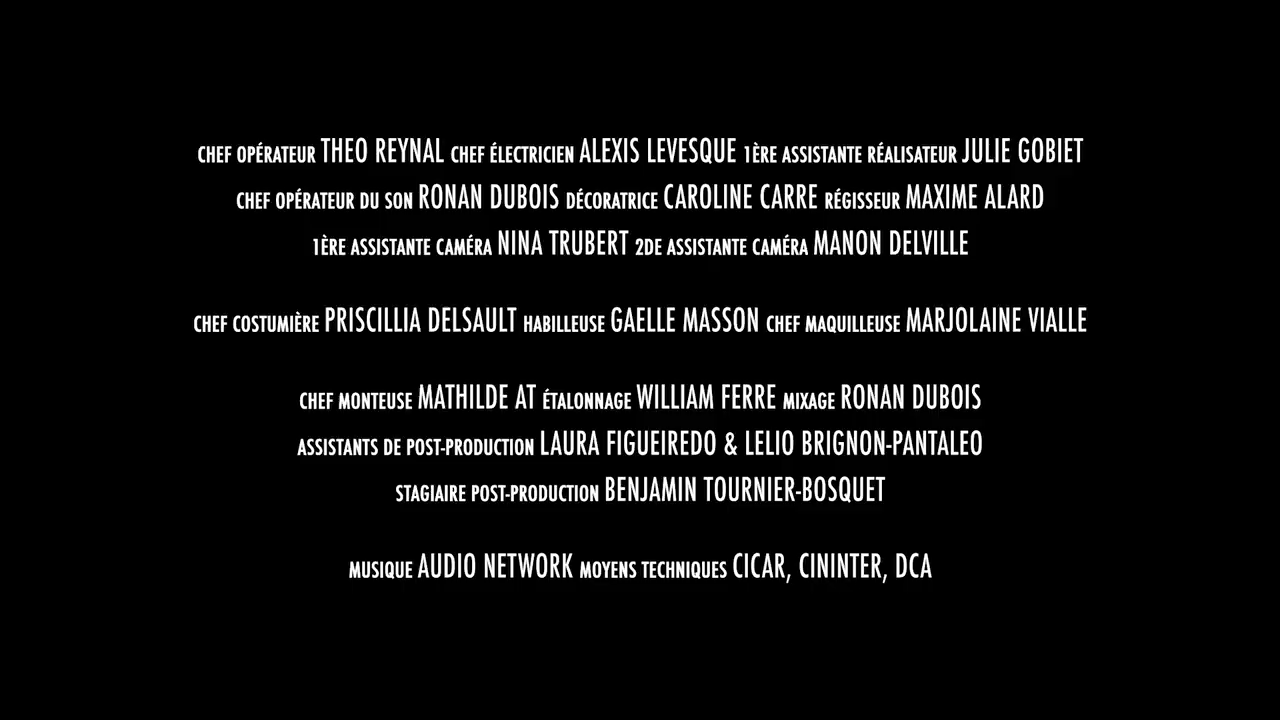 CHEF OPÉRATEUR THEO REYNAL CHEF ÉLECTRICIEN ALEXIS LEVESQUE 1ÈRE ASSISTANTE RÉALISATEUR JULIE GOBIET
CHEF OPÉRATEUR DU SON RONAN DUBOIS DÉCORATRICE CAROLINE CARRE RÉGISSEUR MAXIME ALARD
1ÈRE ASSISTANTE CAMÉRA NINA TRUBERT 2DE ASSISTANTE CAMÉRA MANON DELVILLE
CHEF COSTUMIÈRE PRISCILLIA DELSAULT HABILLEUSE GAELLE MASSON CHEF MAQUILLEUSE MARJOLAINE VIALLE
CHEF MONTEUSE MATHILDE AT ÉTALONNAGE WILLIAM FERRE MIXAGE RONAN DUBOIS
ASSISTANTS DE POST-PRODUCTION LAURA FIGUEIREDO & LELIO BRIGNON-PANTALEO
STAGIAIRE POST-PRODUCTION BENJAMIN TOURNIER-BOSQUET
MUSIQUE AUDIO NETWORK MOYENS TECHNIQUES CICAR, CININTER, DCA